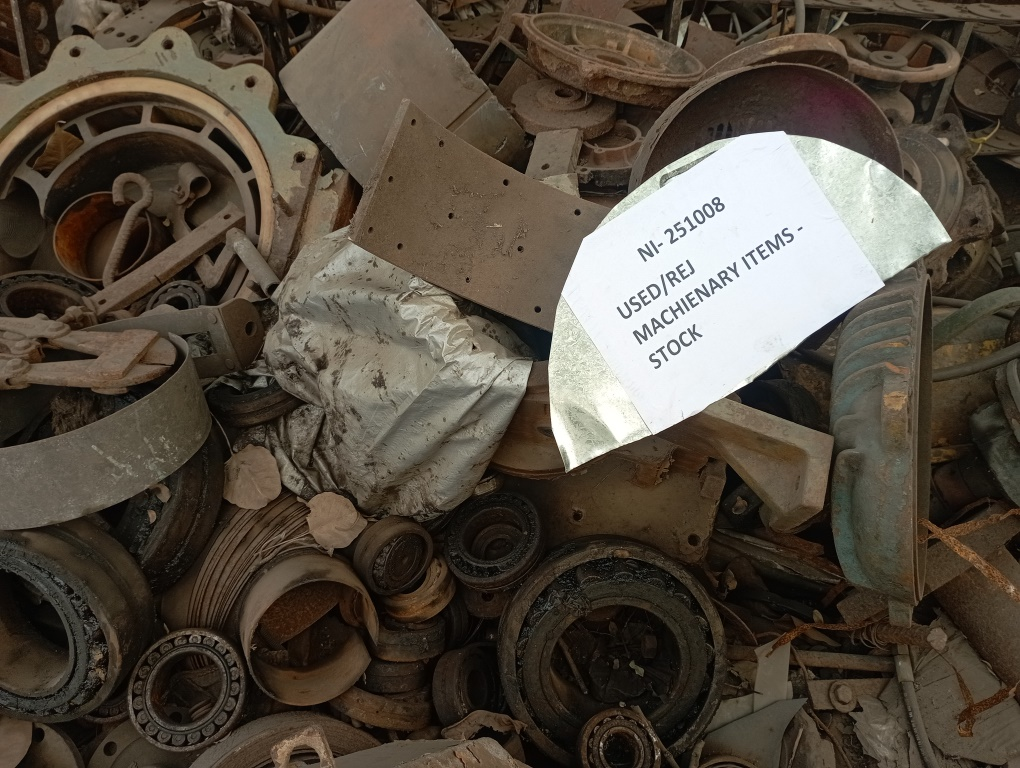 NI- 251008
USED/REJ
MACHIENARY ITEMS -
STOCK